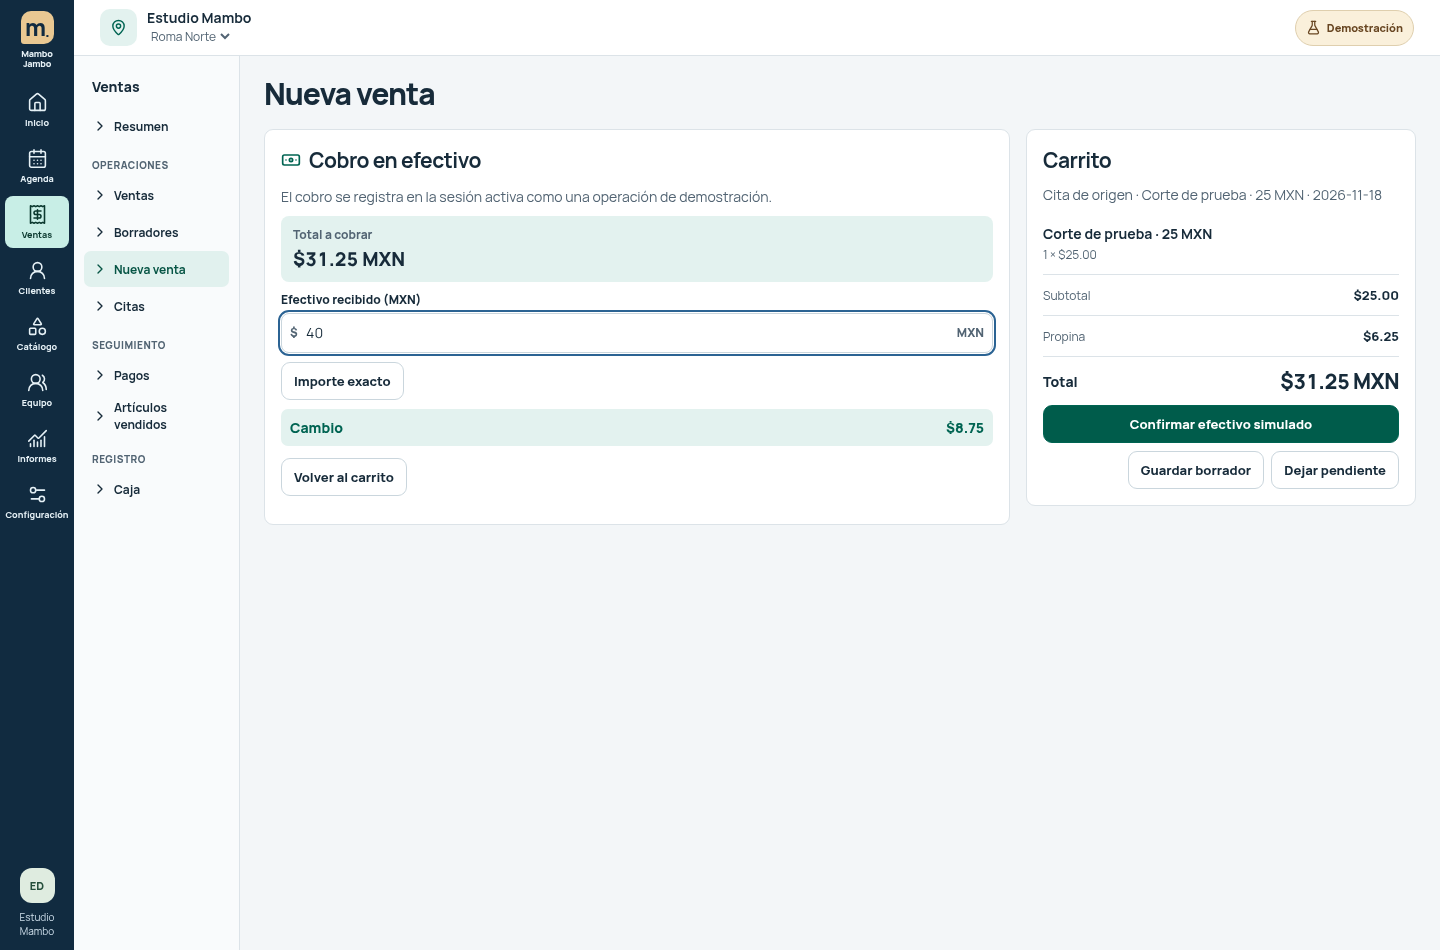 m.
Mambo
Jambo
Inicio
Agenda
Ventas
Clientes
Catálogo
Equipo
Informes
Configuración
ED
Estudio
Mambo
Estudio Mambo
Roma Norte
Demostración
Ventas
Resumen
OPERACIONES
Ventas
Borradores
Nueva venta
Citas
SEGUIMIENTO
Pagos
Artículos
vendidos
REGISTRO
Caja
Nueva venta
Cobro en efectivo
El cobro se registra en la sesión activa como una operación de demostración.
Total a cobrar
$31.25 MXN
Efectivo recibido (MXN)
$ 40 MXN
Importe exacto
Cambio $8.75
Volver al carrito
Carrito
Cita de origen · Corte de prueba · 25 MXN · 2026-11-18
Corte de prueba · 25 MXN
1 × $25.00
Subtotal $25.00
Propina $6.25
Total $31.25 MXN
Confirmar efectivo simulado
Guardar borrador Dejar pendiente